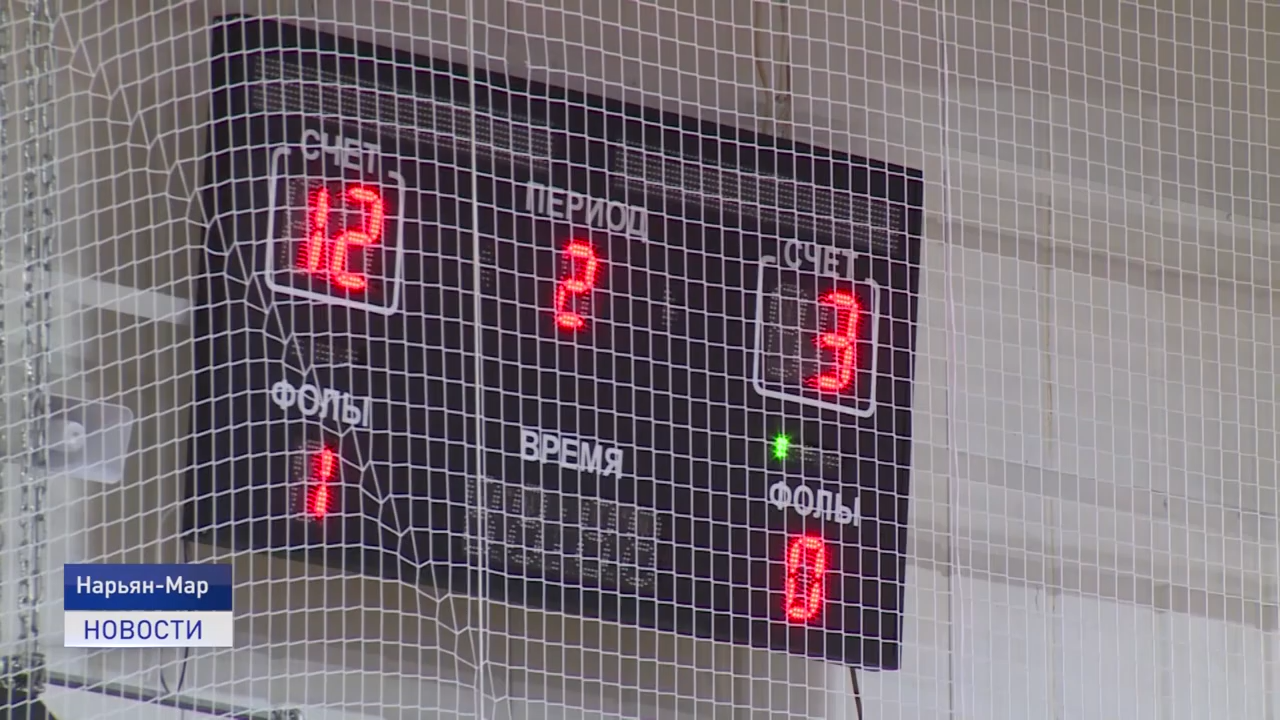 СЧЕТ
12
ПЕРИОД
2
СЧЕТ
3
ФОЛЫ
1
ВРЕМЯ
ФОЛЫ
0
Нарьян-Мар
НОВОСТИ